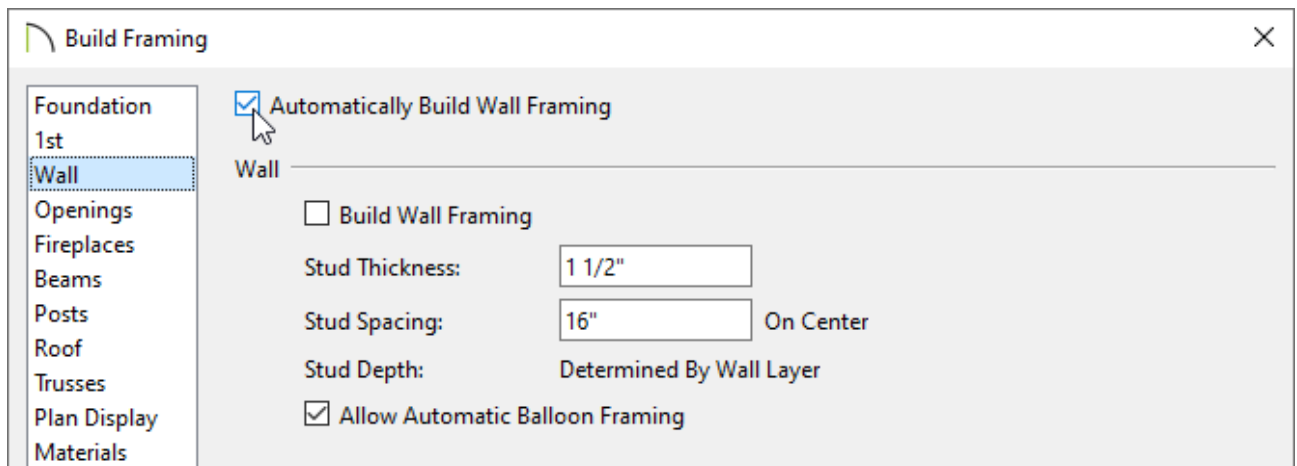 Build Framing
Foundation
1st
Wall
Openings
Fireplaces
Beams
Posts
Roof
Trusses
Plan Display
Materials
Automatically Build Wall Framing
Wall
Build Wall Framing
Stud Thickness: 1 1/2"
Stud Spacing: 16" On Center
Stud Depth: Determined By Wall Layer
Allow Automatic Balloon Framing